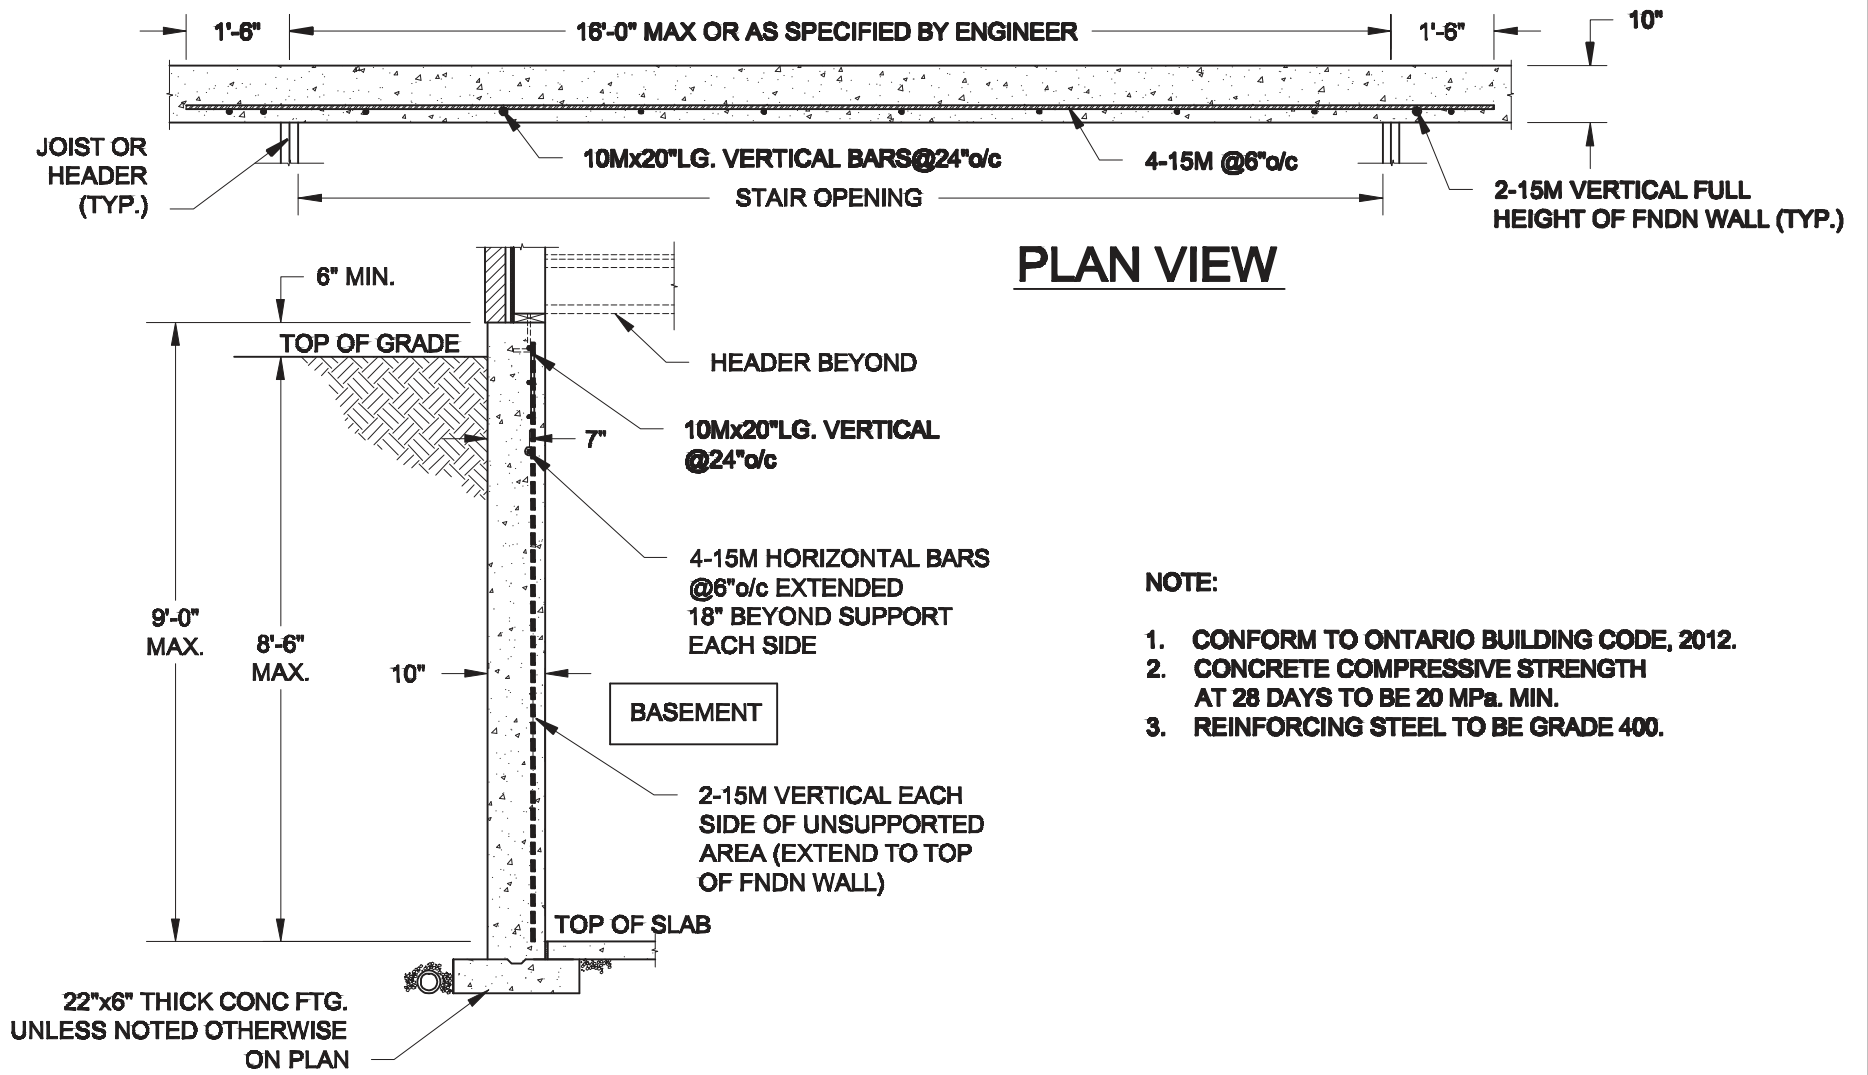 1'-6"
16'-0" MAX OR AS SPECIFIED BY ENGINEER
1'-6"
10"
JOIST OR
HEADER
(TYP.)
10Mx20"LG. VERTICAL BARS@24"o/c
4-15M @6"o/c
STAIR OPENING
2-15M VERTICAL FULL
HEIGHT OF FNDN WALL (TYP.)
PLAN VIEW
6" MIN.
TOP OF GRADE
HEADER BEYOND
10Mx20"LG. VERTICAL
@24"o/c
7"
4-15M HORIZONTAL BARS
@6"o/c EXTENDED
18" BEYOND SUPPORT
EACH SIDE
9'-0"
MAX.
8'-6"
MAX.
10"
BASEMENT
2-15M VERTICAL EACH
SIDE OF UNSUPPORTED
AREA (EXTEND TO TOP
OF FNDN WALL)
TOP OF SLAB
22"x6" THICK CONC FTG.
UNLESS NOTED OTHERWISE
ON PLAN
NOTE:
1. CONFORM TO ONTARIO BUILDING CODE, 2012.
2. CONCRETE COMPRESSIVE STRENGTH
AT 28 DAYS TO BE 20 MPa. MIN.
3. REINFORCING STEEL TO BE GRADE 400.